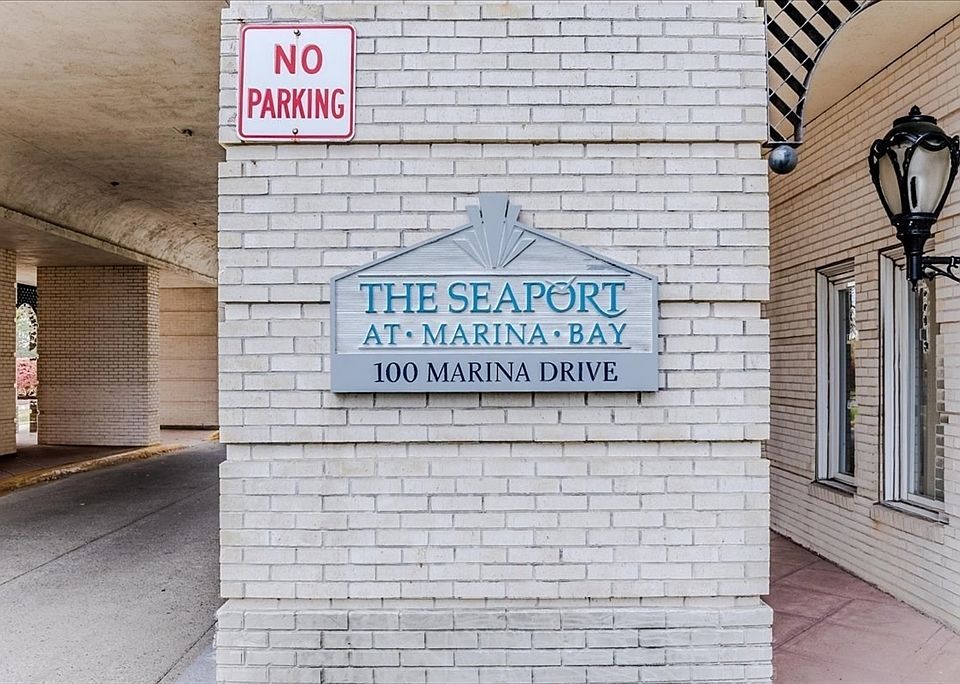 NO
PARKING
THE SEAPORT
AT • MARINA • BAY
100 MARINA DRIVE